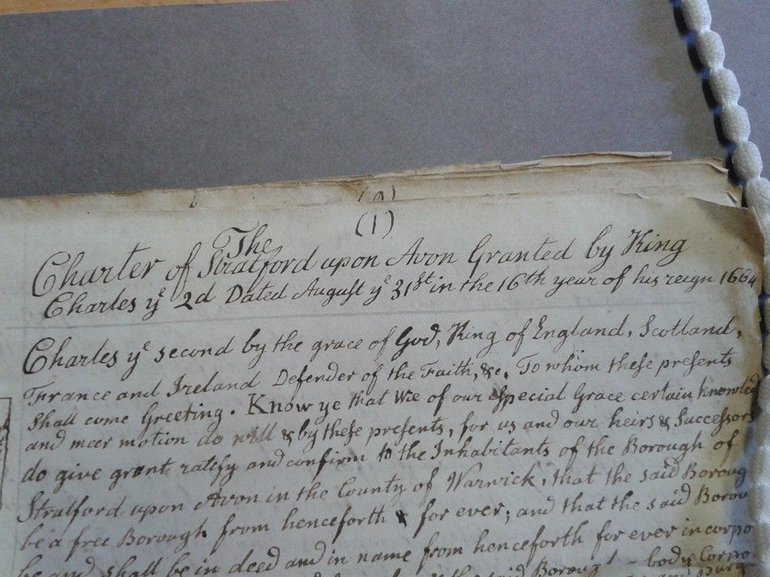 (1)
The
Charter of Stratford upon Avon Granted by King
Charles yᵉ 2d Dated August yᵉ 31st in the 16th year of his reign 1664
Charles yᵉ second by the grace of God, King of England, Scotland,
France and Ireland Defender of the Faith, &c. To whom these presents
shall come Greeting. Know ye that We of our especial Grace certain knowled
and meer motion do will & by these presents, for us and our heirs & Successors
do give grant ratify and confirm to the Inhabitants of the Borough of
Stratford upon Avon in the County of Warwick, that the said Boroug
be a free Borough from henceforth & for ever; and that the said Borou
be and shall be in deed and in name from henceforth for ever incorpo
the said Borough body Corpor